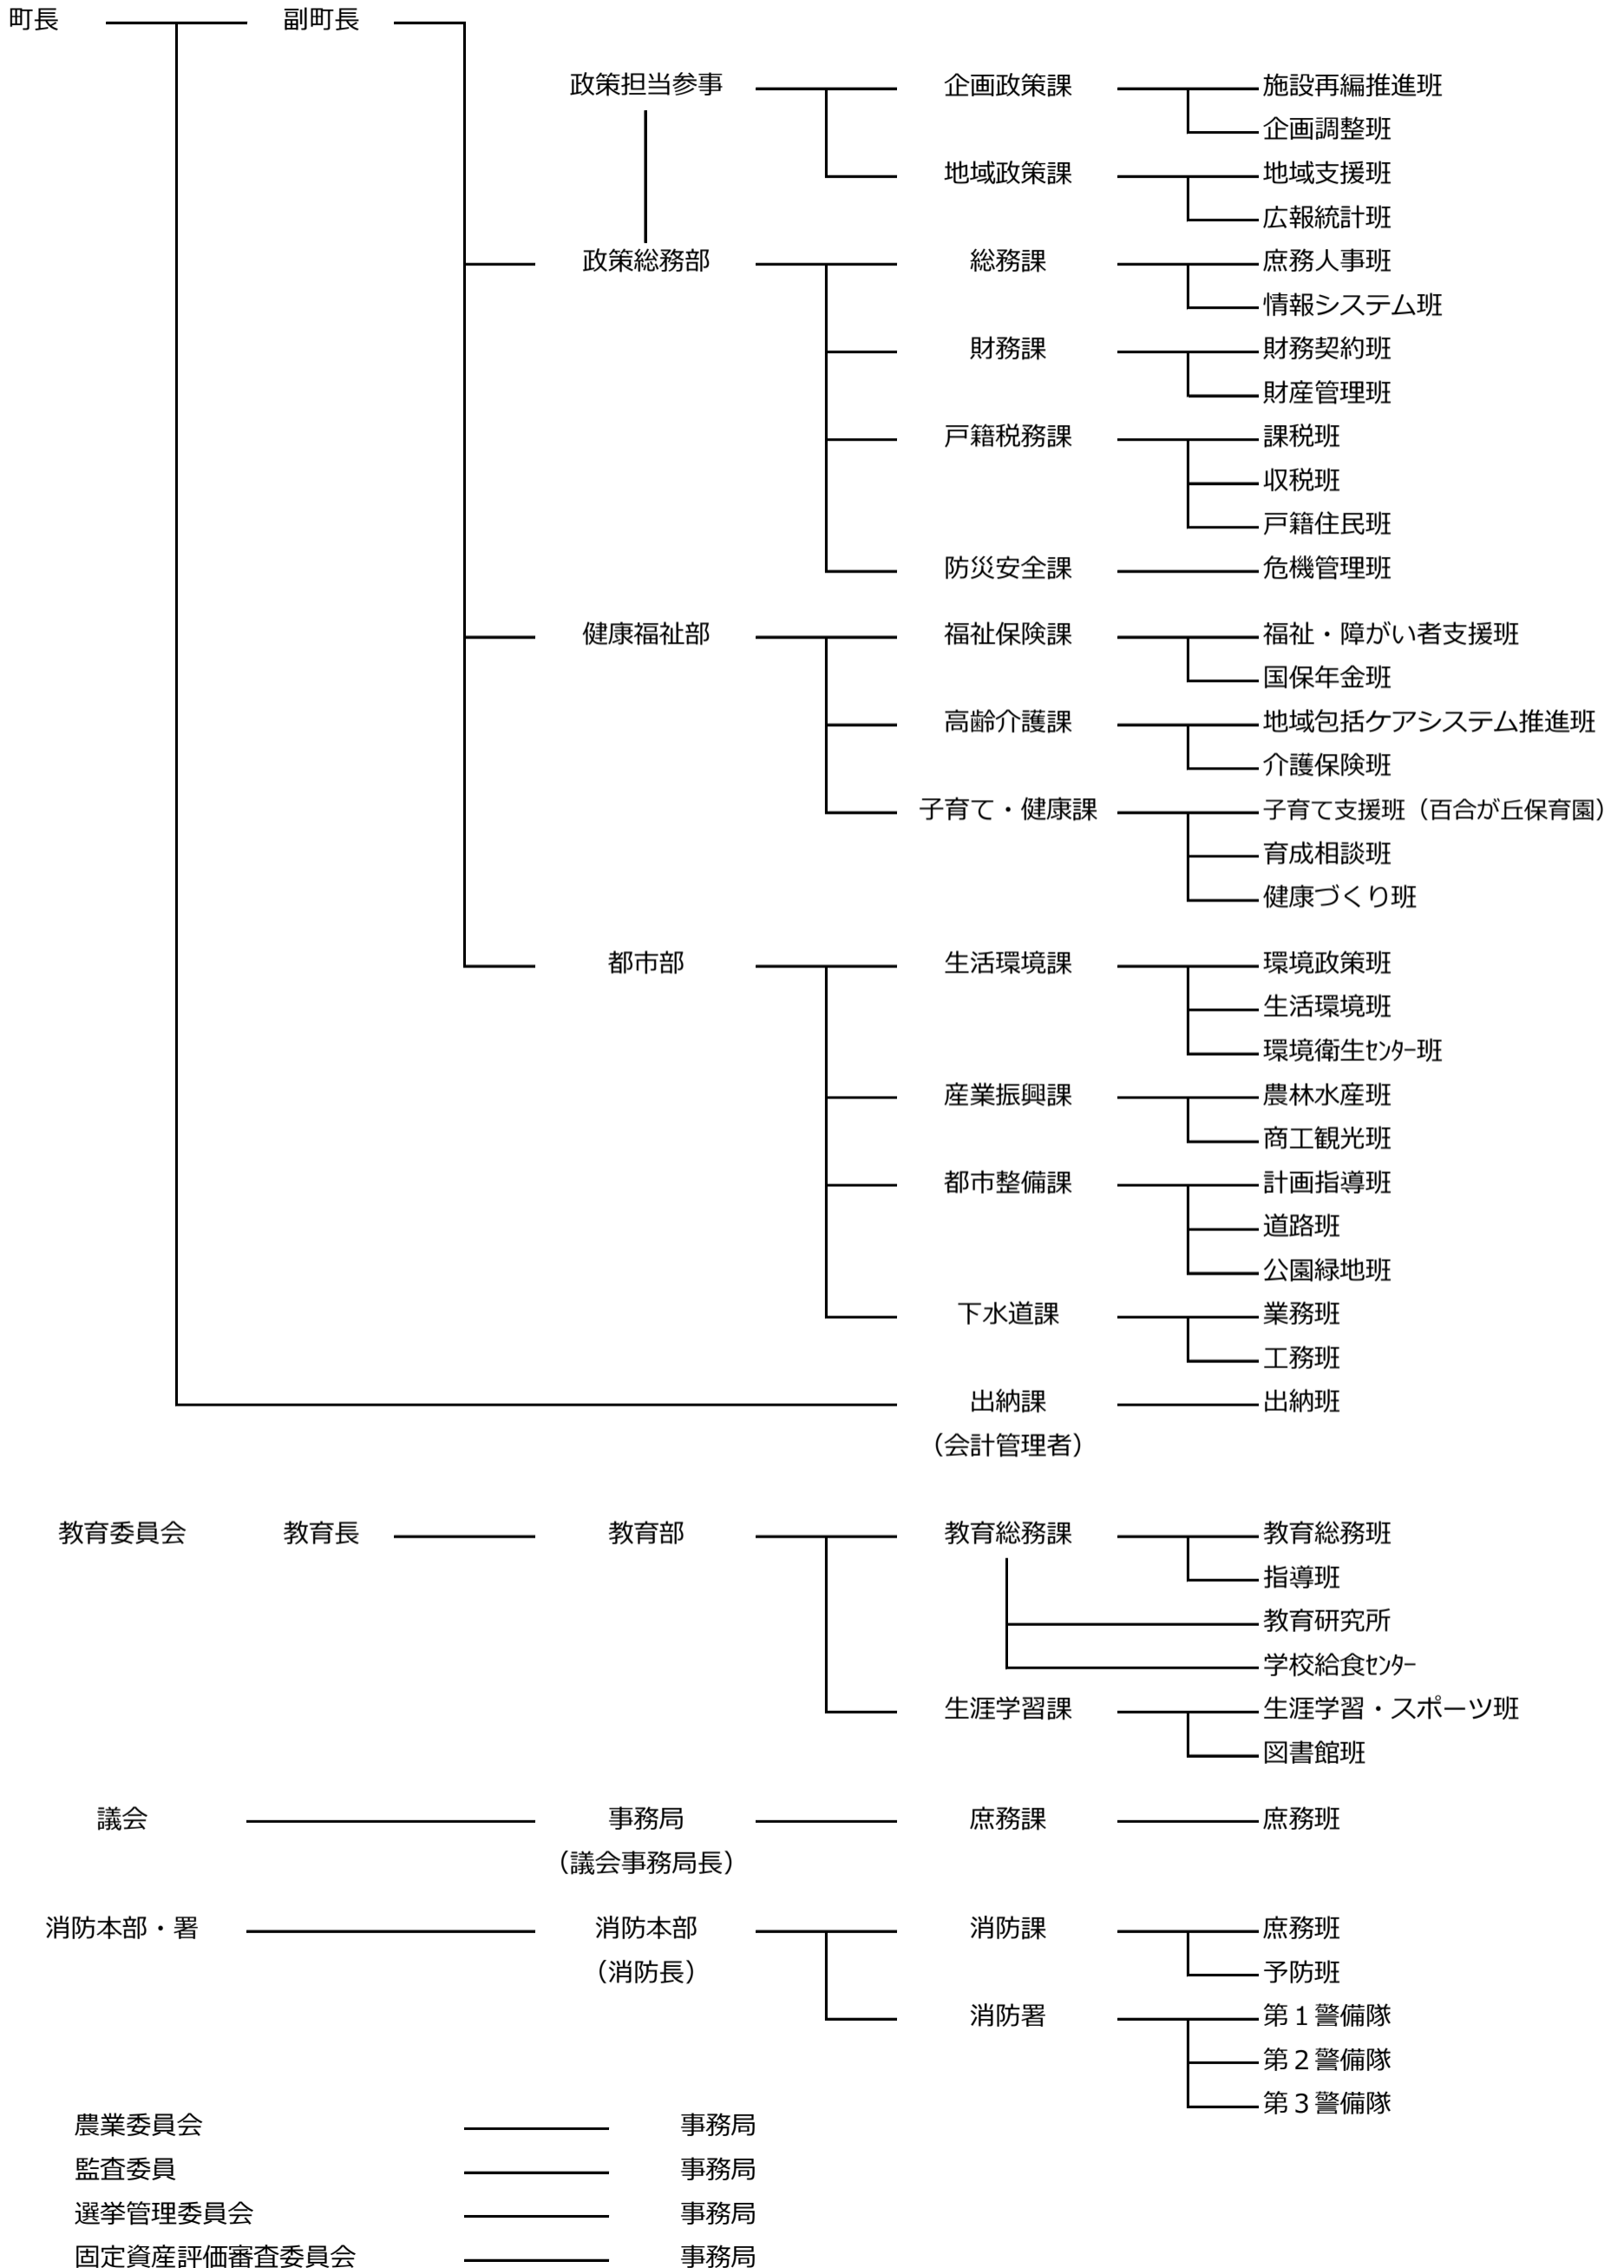 町長 副町長
政策担当参事 企画政策課 施設再編推進班
企画調整班
地域政策課 地域支援班
広報統計班
政策総務部 総務課 庶務人事班
情報システム班
財務課 財務契約班
財産管理班
戸籍税務課 課税班
収税班
戸籍住民班
防災安全課 危機管理班
健康福祉部 福祉保険課 福祉・障がい者支援班
国保年金班
高齢介護課 地域包括ケアシステム推進班
介護保険班
子育て・健康課 子育て支援班（百合が丘保育園）
育成相談班
健康づくり班
都市部 生活環境課 環境政策班
生活環境班
環境衛生ｾﾝﾀｰ班
産業振興課 農林水産班
商工観光班
都市整備課 計画指導班
道路班
公園緑地班
下水道課 業務班
工務班
出納課 出納班
（会計管理者）
教育委員会 教育長 教育部 教育総務課 教育総務班
指導班
教育研究所
学校給食ｾﾝﾀｰ
生涯学習課 生涯学習・スポーツ班
図書館班
議会 事務局 庶務課 庶務班
（議会事務局長）
消防本部・署 消防本部 消防課 庶務班
（消防長） 予防班
消防署 第１警備隊
第２警備隊
第３警備隊
農業委員会 事務局
監査委員 事務局
選挙管理委員会 事務局
固定資産評価審査委員会 事務局